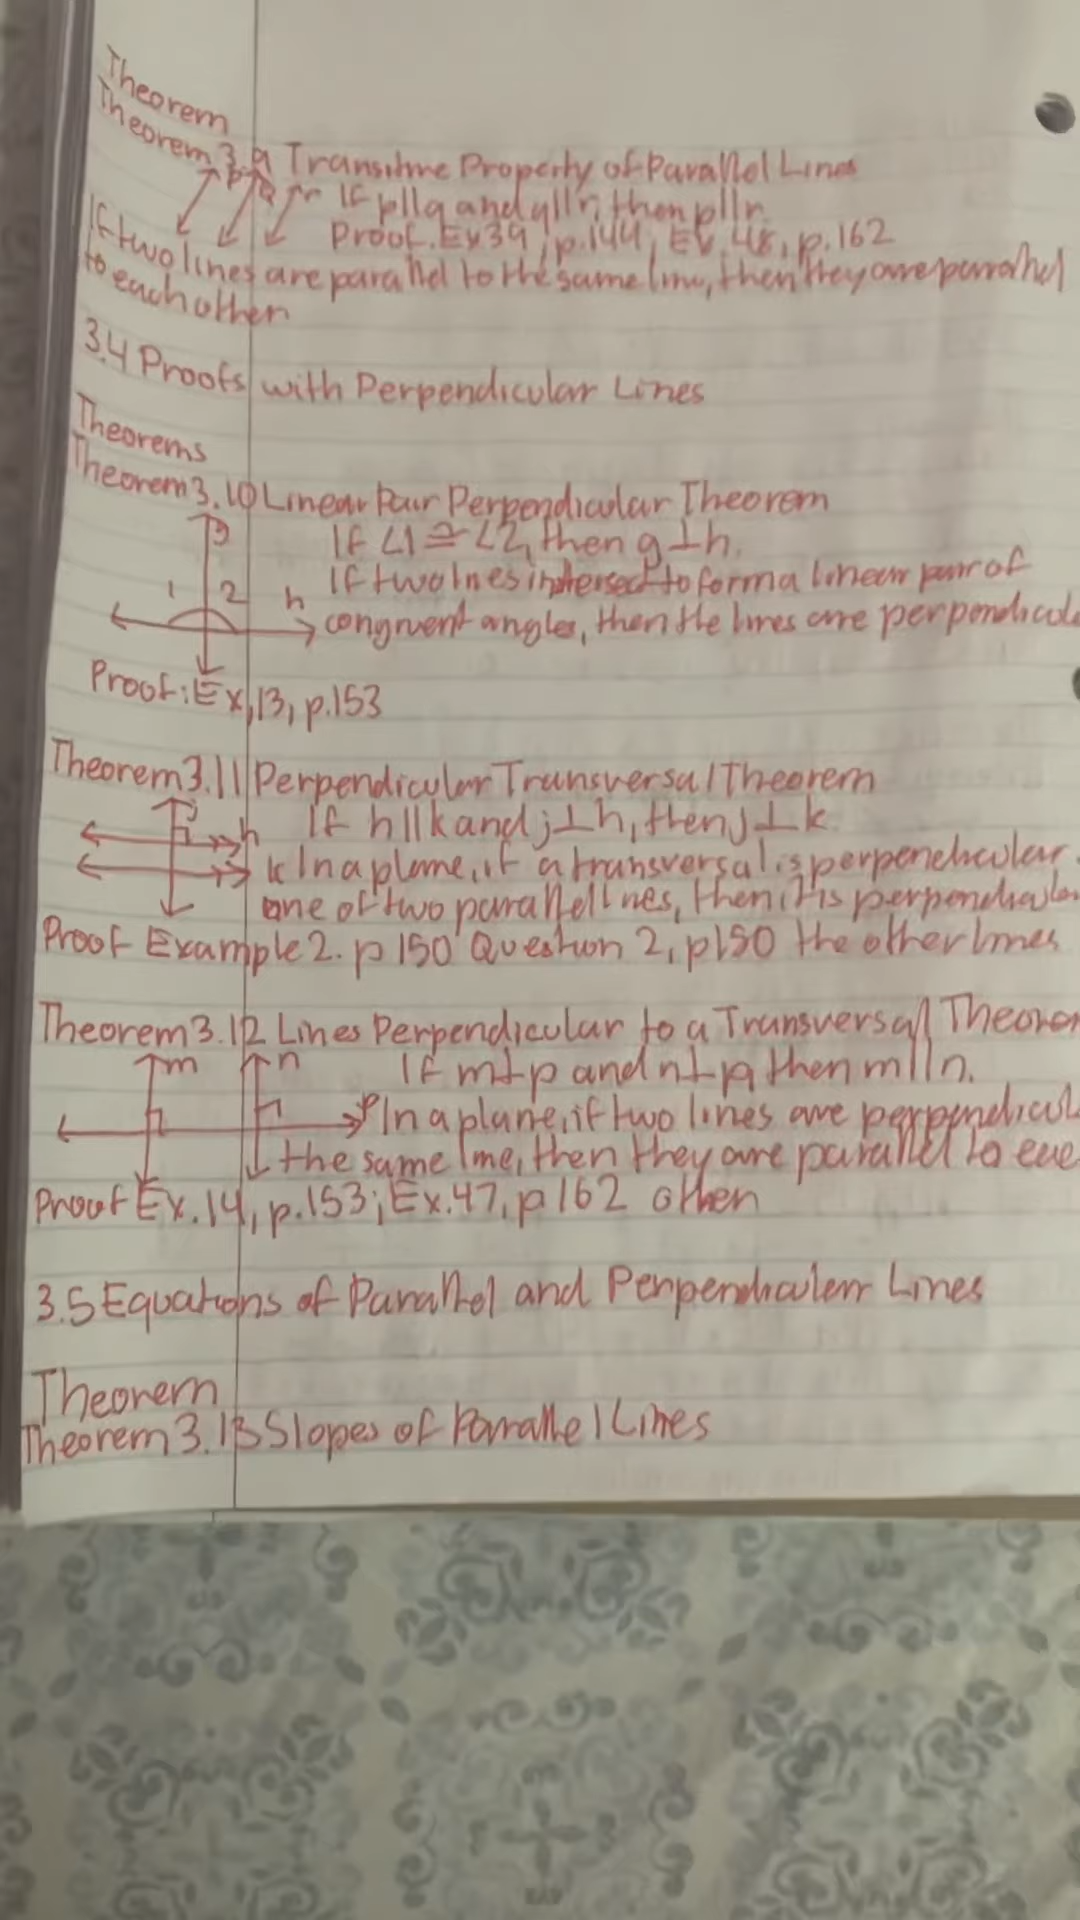 Theorem
Theorem 3.9 Transitive Property of Parallel Lines
p q r If p||q and q||r, then p||r.
Proof. Ex 39, p.144, Ex. 48, p.162
If two lines are parallel to the same line, then they are parallel
to each other
3.4 Proofs with Perpendicular Lines
Theorems
Theorem 3.10 Linear Pair Perpendicular Theorem
g If ∠1 ≅ ∠2, then g⊥h.
1 2 h If two lines intersect to form a linear pair of
congruent angles, then the lines are perpendicul
Proof: Ex, 13, p.153
Theorem 3.11 Perpendicular Transversal Theorem
j h If h||k and j⊥h, then j⊥k
k In a plane, if a transversal is perpendicular
one of two parallel lines, then it is perpendicular
Proof Example 2. p 150 Question 2, p150 the other lines
Theorem 3.12 Lines Perpendicular to a Transversal Theorem
m n If m⊥p and n⊥p then m||n.
p In a plane, if two lines are perpendicul
the same line, then they are parallel to eac
Proof Ex. 14, p.153; Ex. 47, p 162 other
3.5 Equations of Parallel and Perpendicular Lines
Theorem
Theorem 3.13 Slopes of Parallel Lines